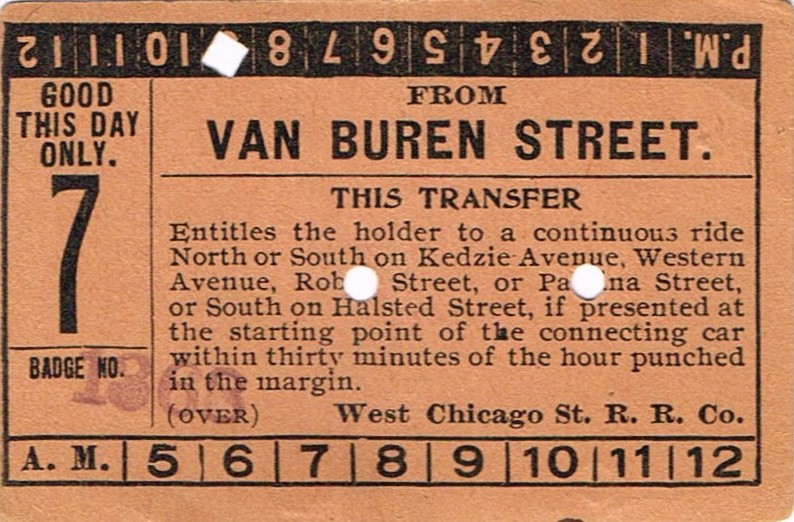 P.M. 1 2 3 4 5 6 7 8 10 11 12
GOOD
THIS DAY
ONLY.
7
BADGE NO.
FROM
VAN BUREN STREET.
THIS TRANSFER
Entitles the holder to a continuous ride
North or South on Kedzie Avenue, Western
Avenue, Street, or Street,
or South on Halsted Street, if presented at
the starting point of the connecting car
within thirty minutes of the hour punched
in the margin.
(OVER) West Chicago St. R. R. Co.
A. M. 5 6 7 8 9 10 11 12